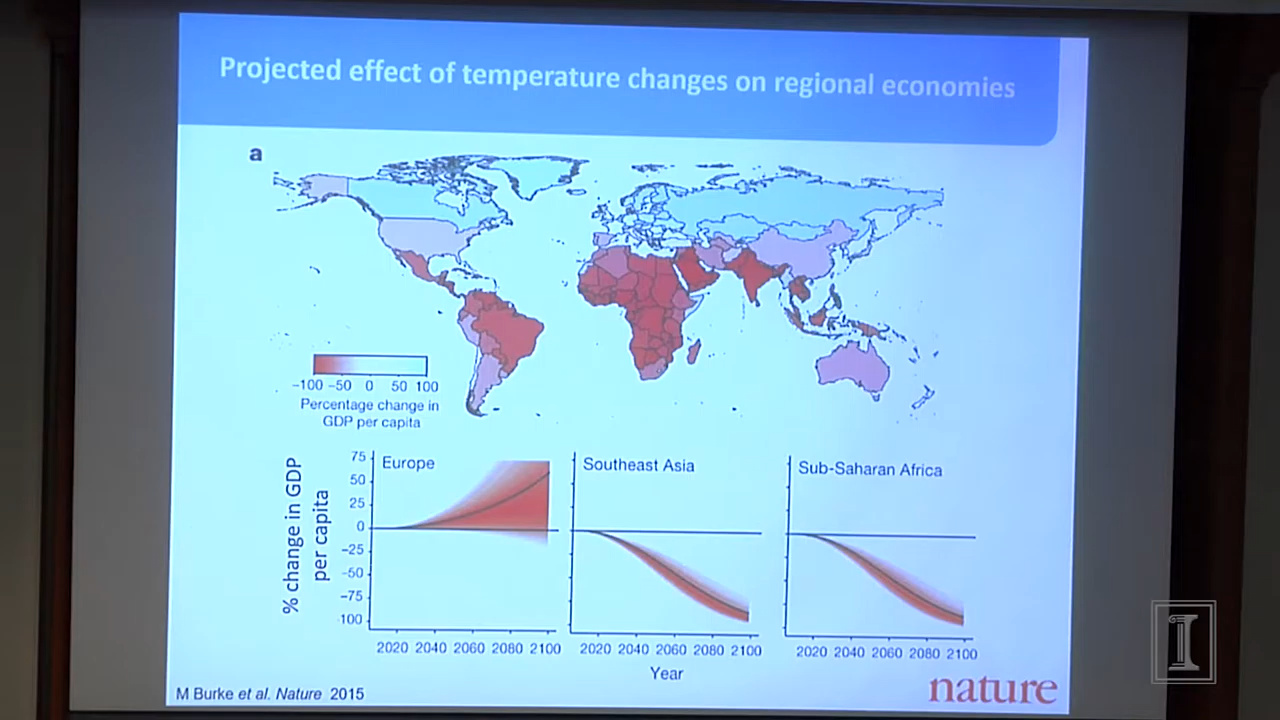 Projected effect of temperature changes on regional economies
a
−100 −50 0 50 100
Percentage change in
GDP per capita
% change in GDP
per capita
75
50
25
0
−25
−50
−75
100
Europe
2020 2040 2060 2080 2100
Southeast Asia
2020 2040 2060 2080 2100
Sub-Saharan Africa
2020 2040 2060 2080 2100
Year
M Burke et al. Nature 2015
nature
I